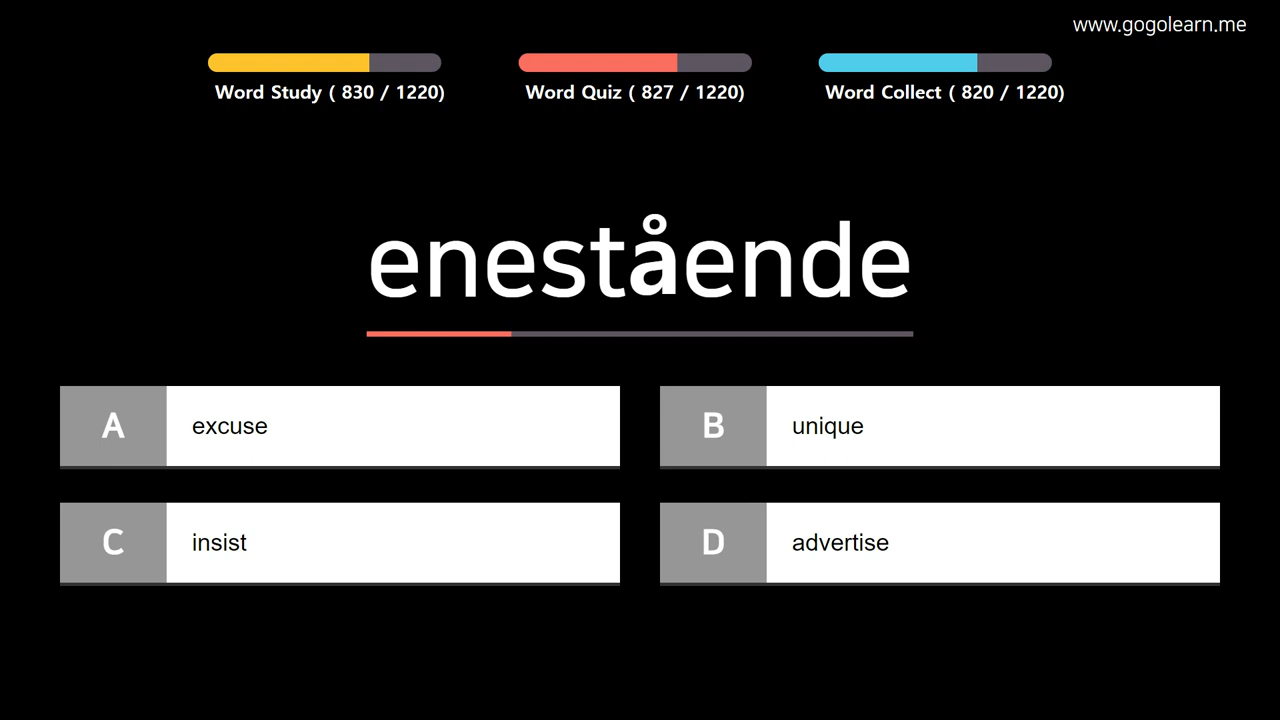 www.gogolearn.me
Word Study ( 830 / 1220)
Word Quiz ( 827 / 1220)
Word Collect ( 820 / 1220)
enestående
A excuse
B unique
C insist
D advertise